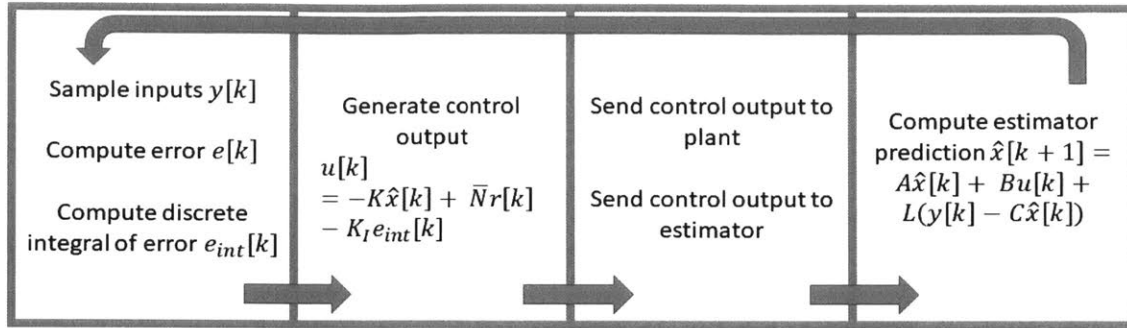 Sample inputs y[k]
Compute error e[k]
Compute discrete
integral of error e_int[k]
Generate control
output
u[k]
= −Kx̂[k] + N̄r[k]
− K_I e_int[k]
Send control output to
plant
Send control output to
estimator
Compute estimator
prediction x̂[k + 1] =
Ax̂[k] + Bu[k] +
L(y[k] − Cx̂[k])